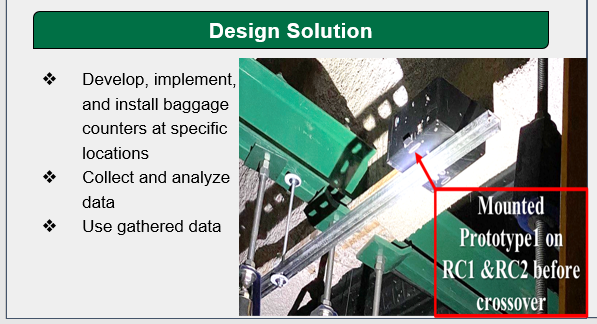 Design Solution
❖ Develop, implement,
and install baggage
counters at specific
locations
❖ Collect and analyze
data
❖ Use gathered data
Mounted
Prototype1 on
RC1 &RC2 before
crossover